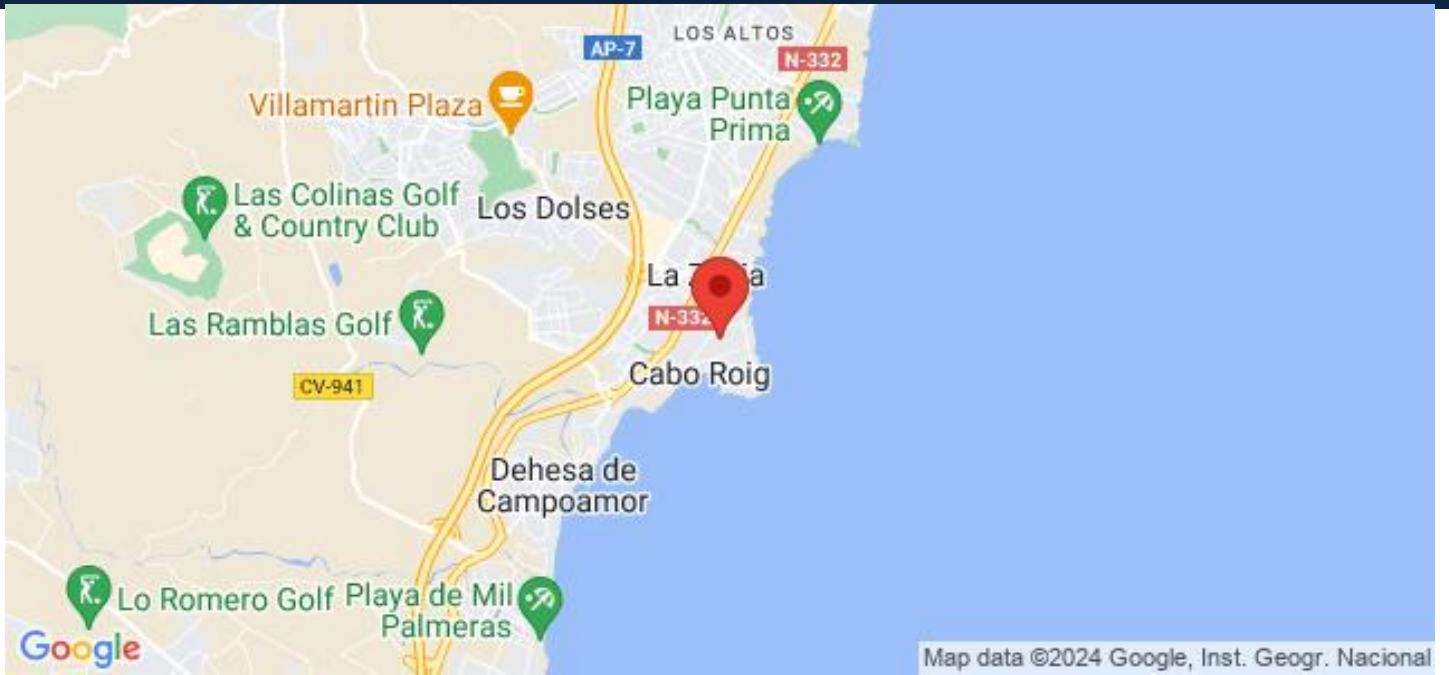 LOS ALTOS
AP-7
N-332
Villamartin Plaza
Playa Punta
Prima
Las Colinas Golf
& Country Club
Los Dolses
La Z
ia
N-332
Las Ramblas Golf
Cabo Roig
CV-941
Dehesa de
Campoamor
Lo Romero Golf
Playa de Mil
Palmeras
Google
Map data ©2024 Google, Inst. Geogr. Nacional